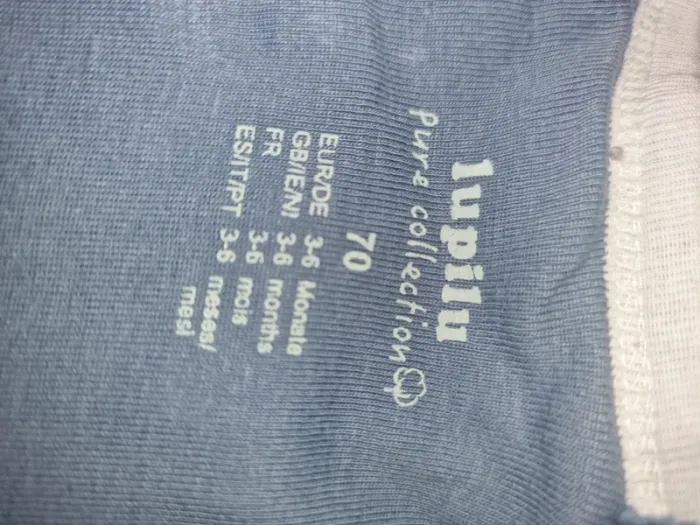 lupilu
pure collection
70
EUR/DE 3-6 Monate
GB/IE/NI 3-6 months
FR 3-6 mois
ES/IT/PT 3-6 meses/
mesi